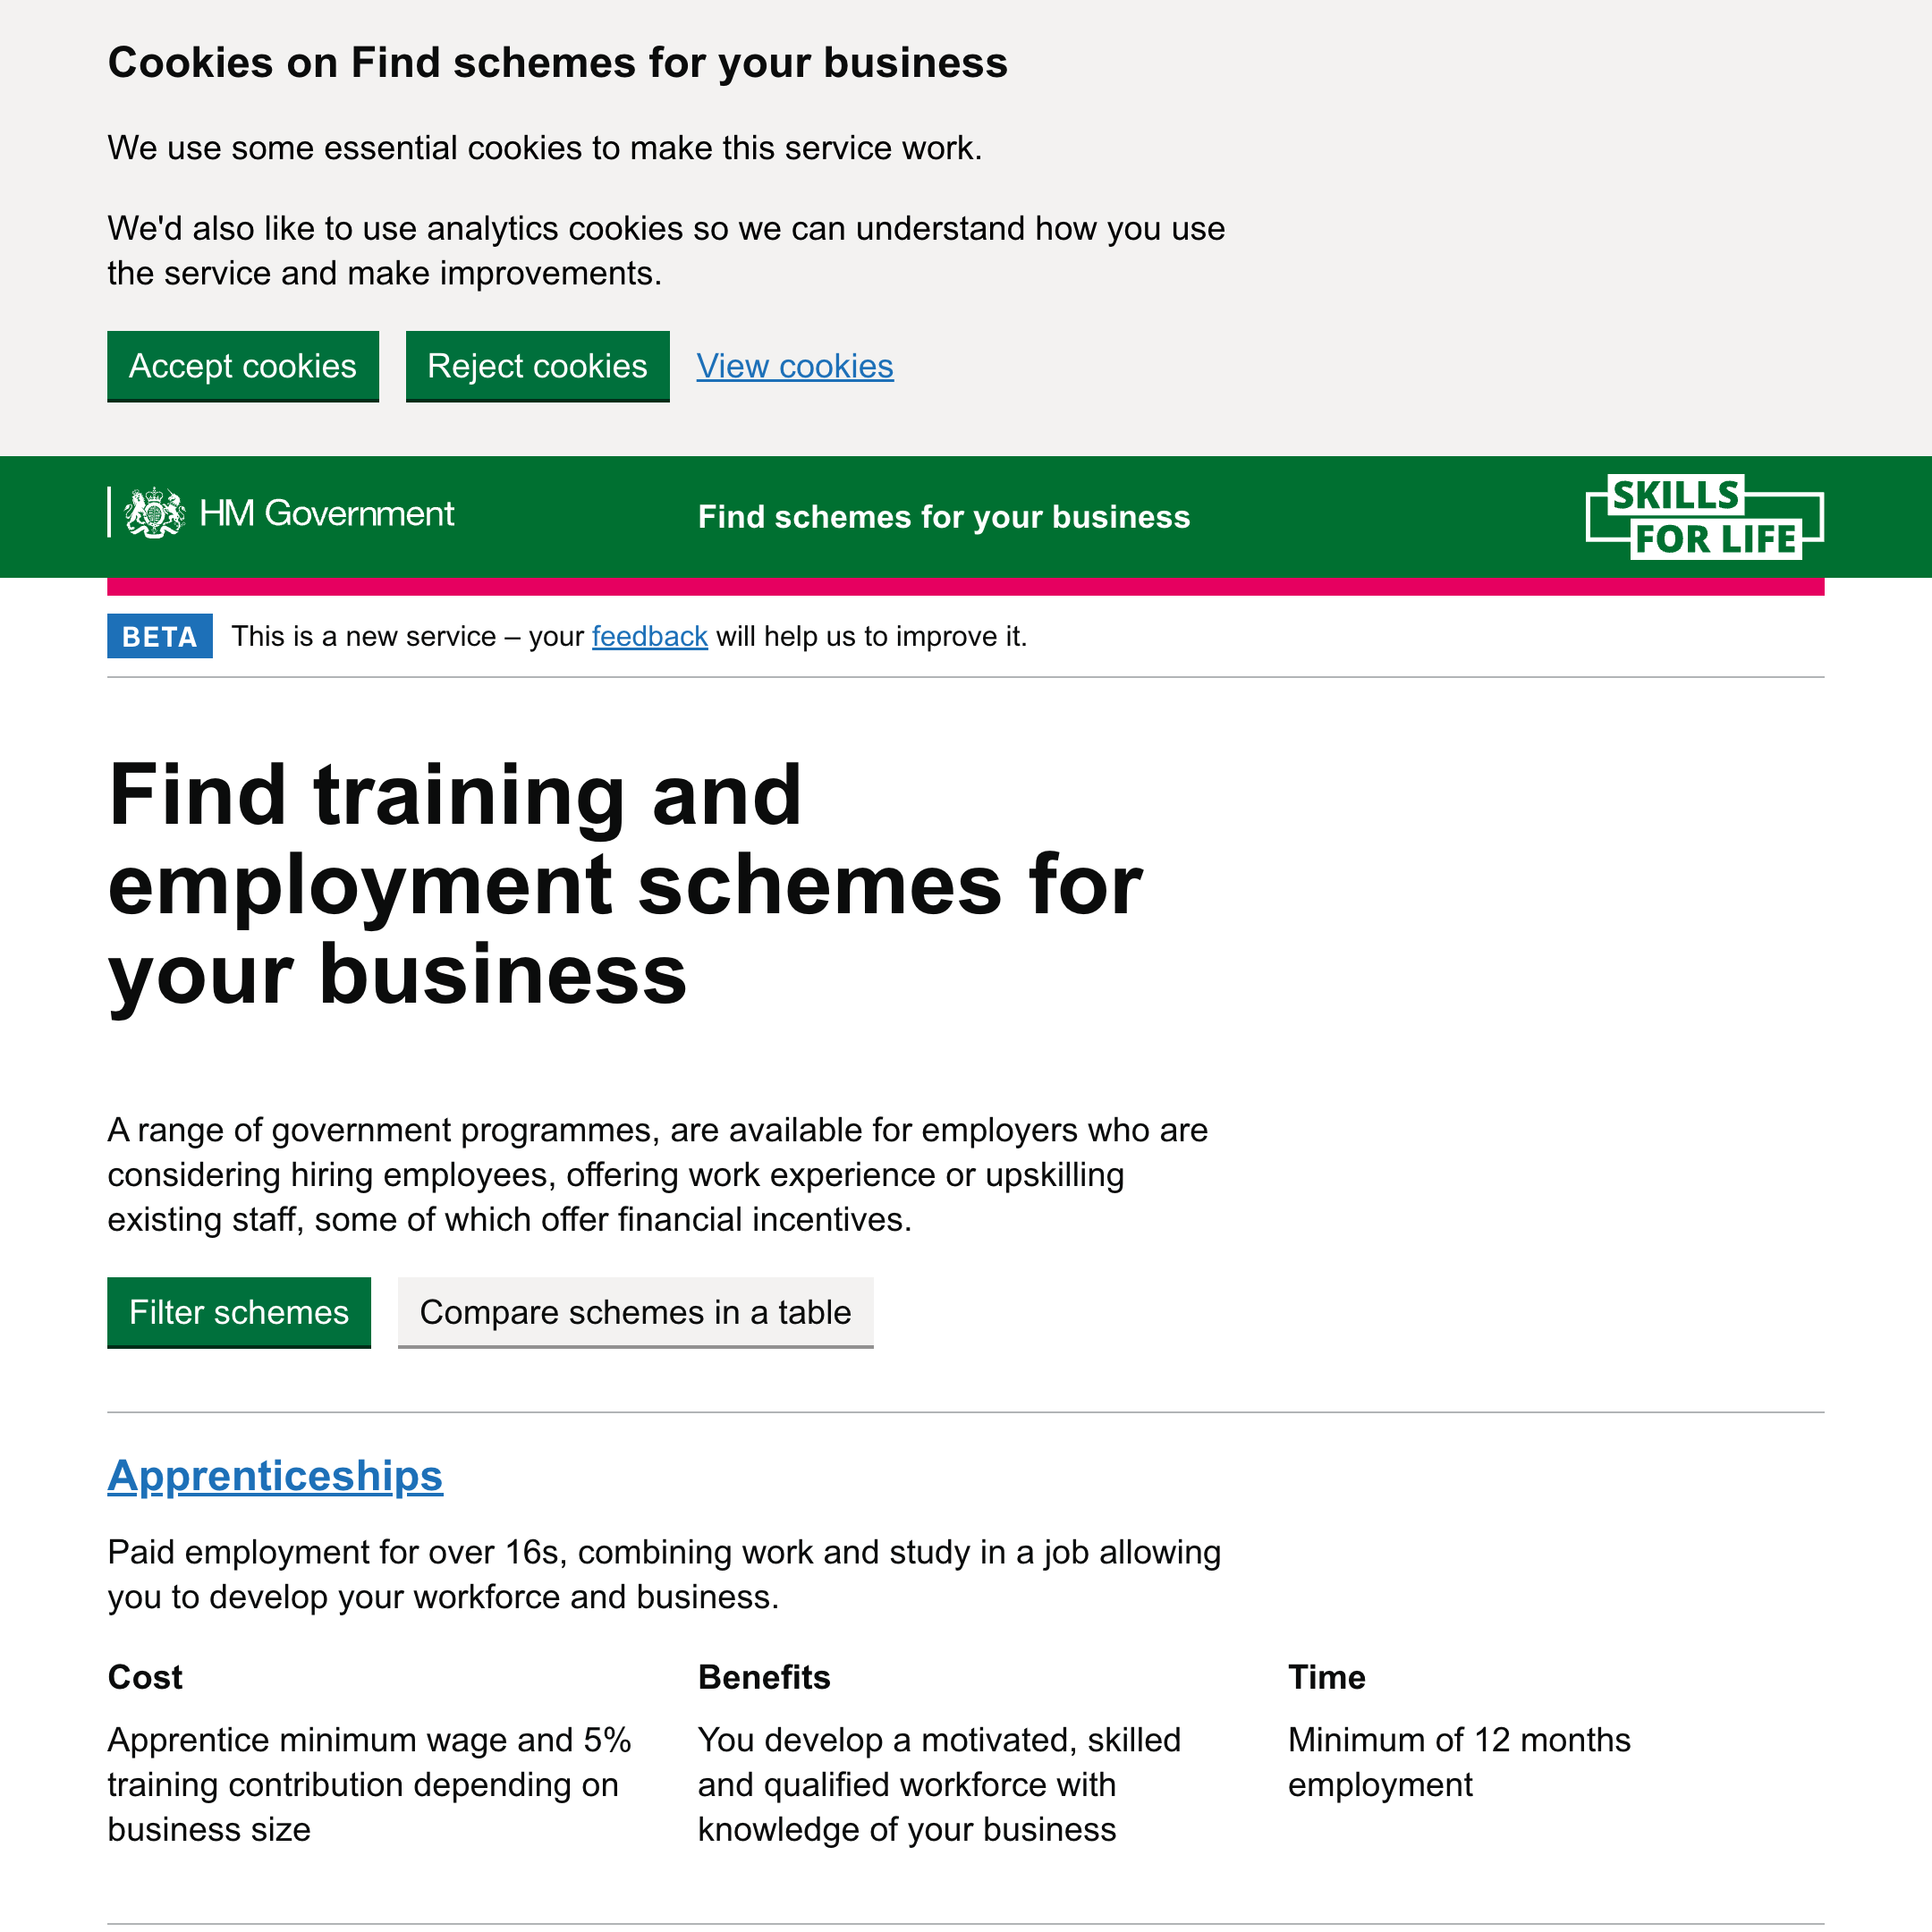 Cookies on Find schemes for your business
We use some essential cookies to make this service work.
We'd also like to use analytics cookies so we can understand how you use
the service and make improvements.
Accept cookies
Reject cookies
View cookies
HM Government
Find schemes for your business
SKILLS
FOR LIFE
BETA
This is a new service – your feedback will help us to improve it.
Find training and
employment schemes for
your business
A range of government programmes, are available for employers who are
considering hiring employees, offering work experience or upskilling
existing staff, some of which offer financial incentives.
Filter schemes
Compare schemes in a table
Apprenticeships
Paid employment for over 16s, combining work and study in a job allowing
you to develop your workforce and business.
Cost
Apprentice minimum wage and 5%
training contribution depending on
business size
Benefits
You develop a motivated, skilled
and qualified workforce with
knowledge of your business
Time
Minimum of 12 months
employment